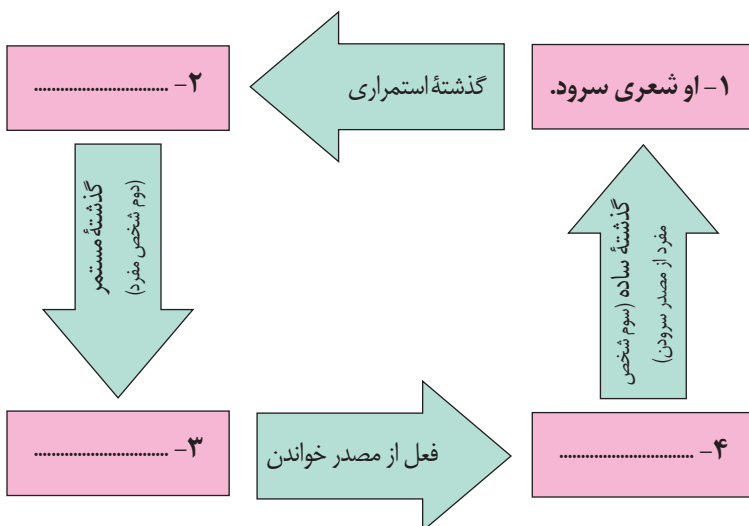 ۱- او شعری سرود.
گذشتهٔ استمراری
۲- ...............................
گذشتهٔ مستمر
(دوم شخص مفرد)
۳- ...............................
فعل از مصدر خواندن
۴- ...............................
گذشتهٔ ساده (سوم شخص
مفرد از مصدر سرودن)